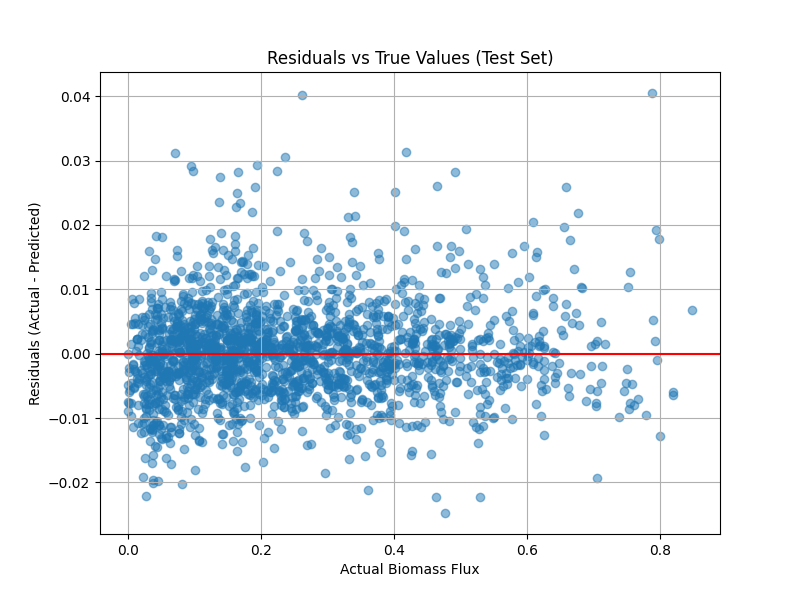 Residuals vs True Values (Test Set)
0.04
0.03
0.02
0.01
0.00
−0.01
−0.02
Residuals (Actual - Predicted)
0.0 0.2 0.4 0.6 0.8
Actual Biomass Flux